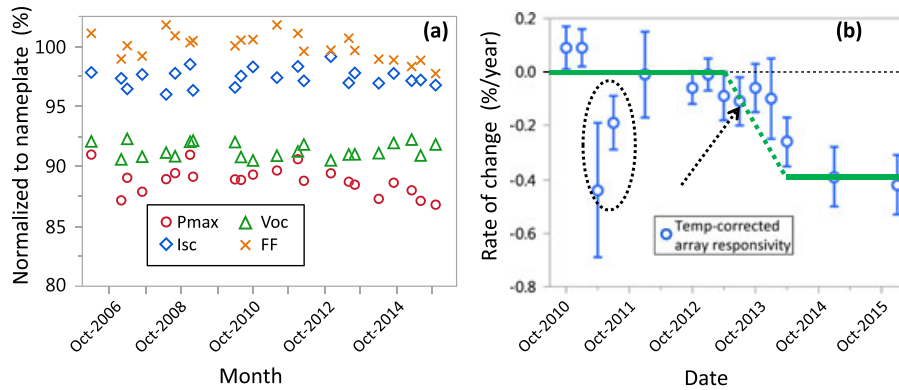 (a)
Normalized to nameplate (%)
100
95
90
85
80
Pmax
Voc
Isc
FF
Oct-2006
Oct-2008
Oct-2010
Oct-2012
Oct-2014
Month
(b)
Rate of change (%/year)
0.2
0.0
-0.2
-0.4
-0.6
-0.8
Temp-corrected
array responsivity
Oct-2010
Oct-2011
Oct-2012
Oct-2013
Oct-2014
Oct-2015
Date